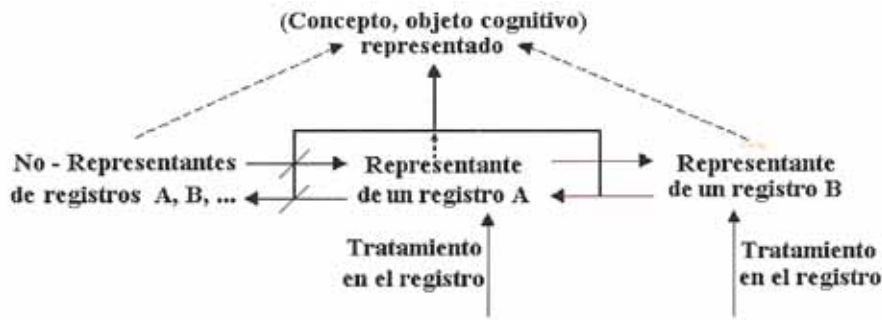 (Concepto, objeto cognitivo)
representado
No - Representantes
de registros A, B, ...
Representante
de un registro A
Representante
de un registro B
Tratamiento
en el registro
Tratamiento
en el registro